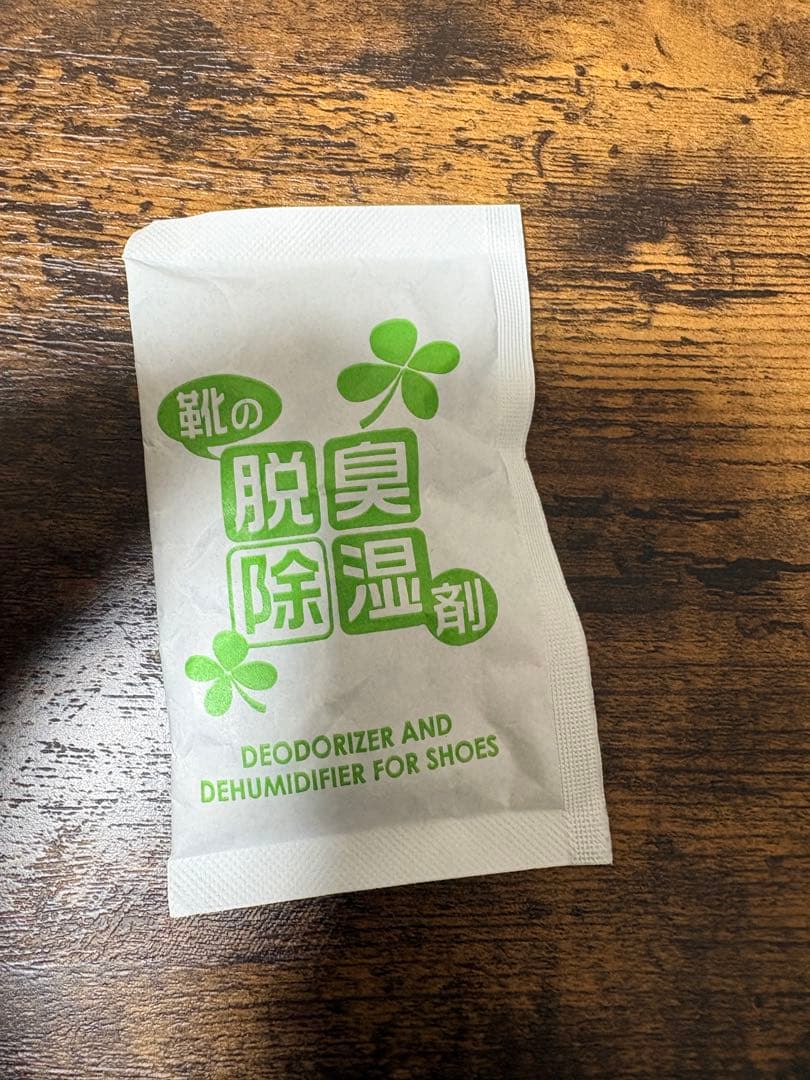 靴の
脱臭
除湿剤
DEODORIZER AND
DEHUMIDIFIER FOR SHOES